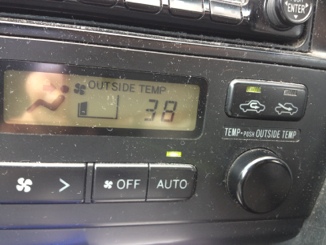 ENTER
OUTSIDE TEMP
38
TEMP-PUSH OUTSIDE TEMP
OFF
AUTO